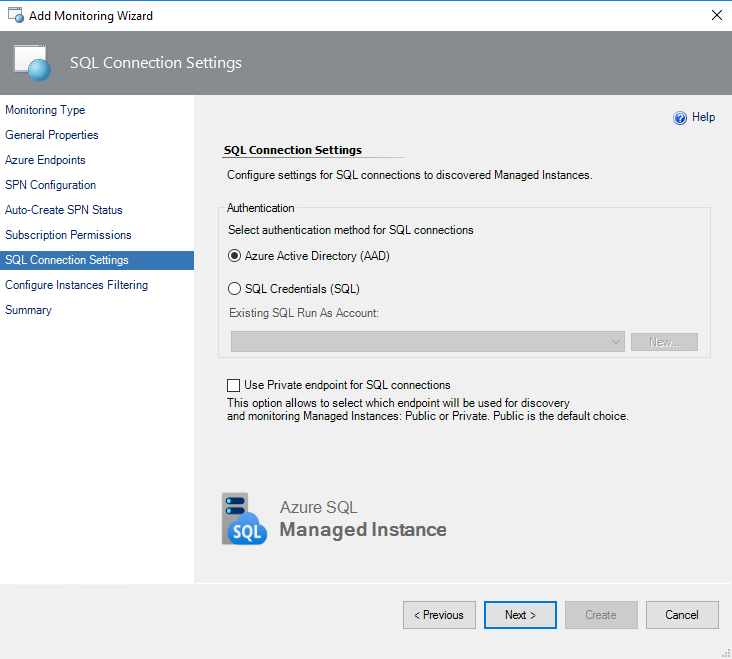 Add Monitoring Wizard
SQL Connection Settings
Monitoring Type
General Properties
Azure Endpoints
SPN Configuration
Auto-Create SPN Status
Subscription Permissions
SQL Connection Settings
Configure Instances Filtering
Summary
Help
SQL Connection Settings
Configure settings for SQL connections to discovered Managed Instances.
Authentication
Select authentication method for SQL connections
Azure Active Directory (AAD)
SQL Credentials (SQL)
Existing SQL Run As Account:
New...
Use Private endpoint for SQL connections
This option allows to select which endpoint will be used for discovery
and monitoring Managed Instances: Public or Private. Public is the default choice.
SQL
Azure SQL
Managed Instance
< Previous
Next >
Create
Cancel